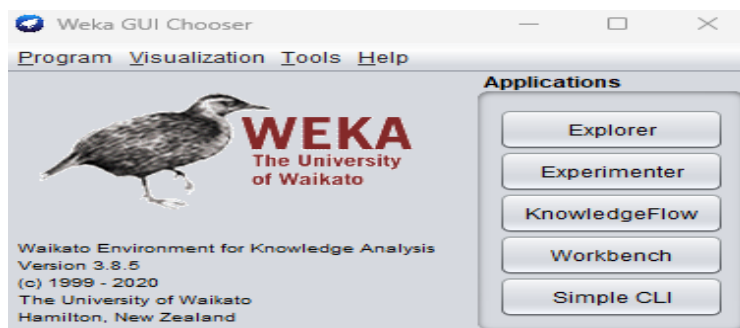 Weka GUI Chooser
Program Visualization Tools Help
WEKA
The University
of Waikato
Waikato Environment for Knowledge Analysis
Version 3.8.5
(c) 1999 - 2020
The University of Waikato
Hamilton, New Zealand
Applications
Explorer
Experimenter
KnowledgeFlow
Workbench
Simple CLI